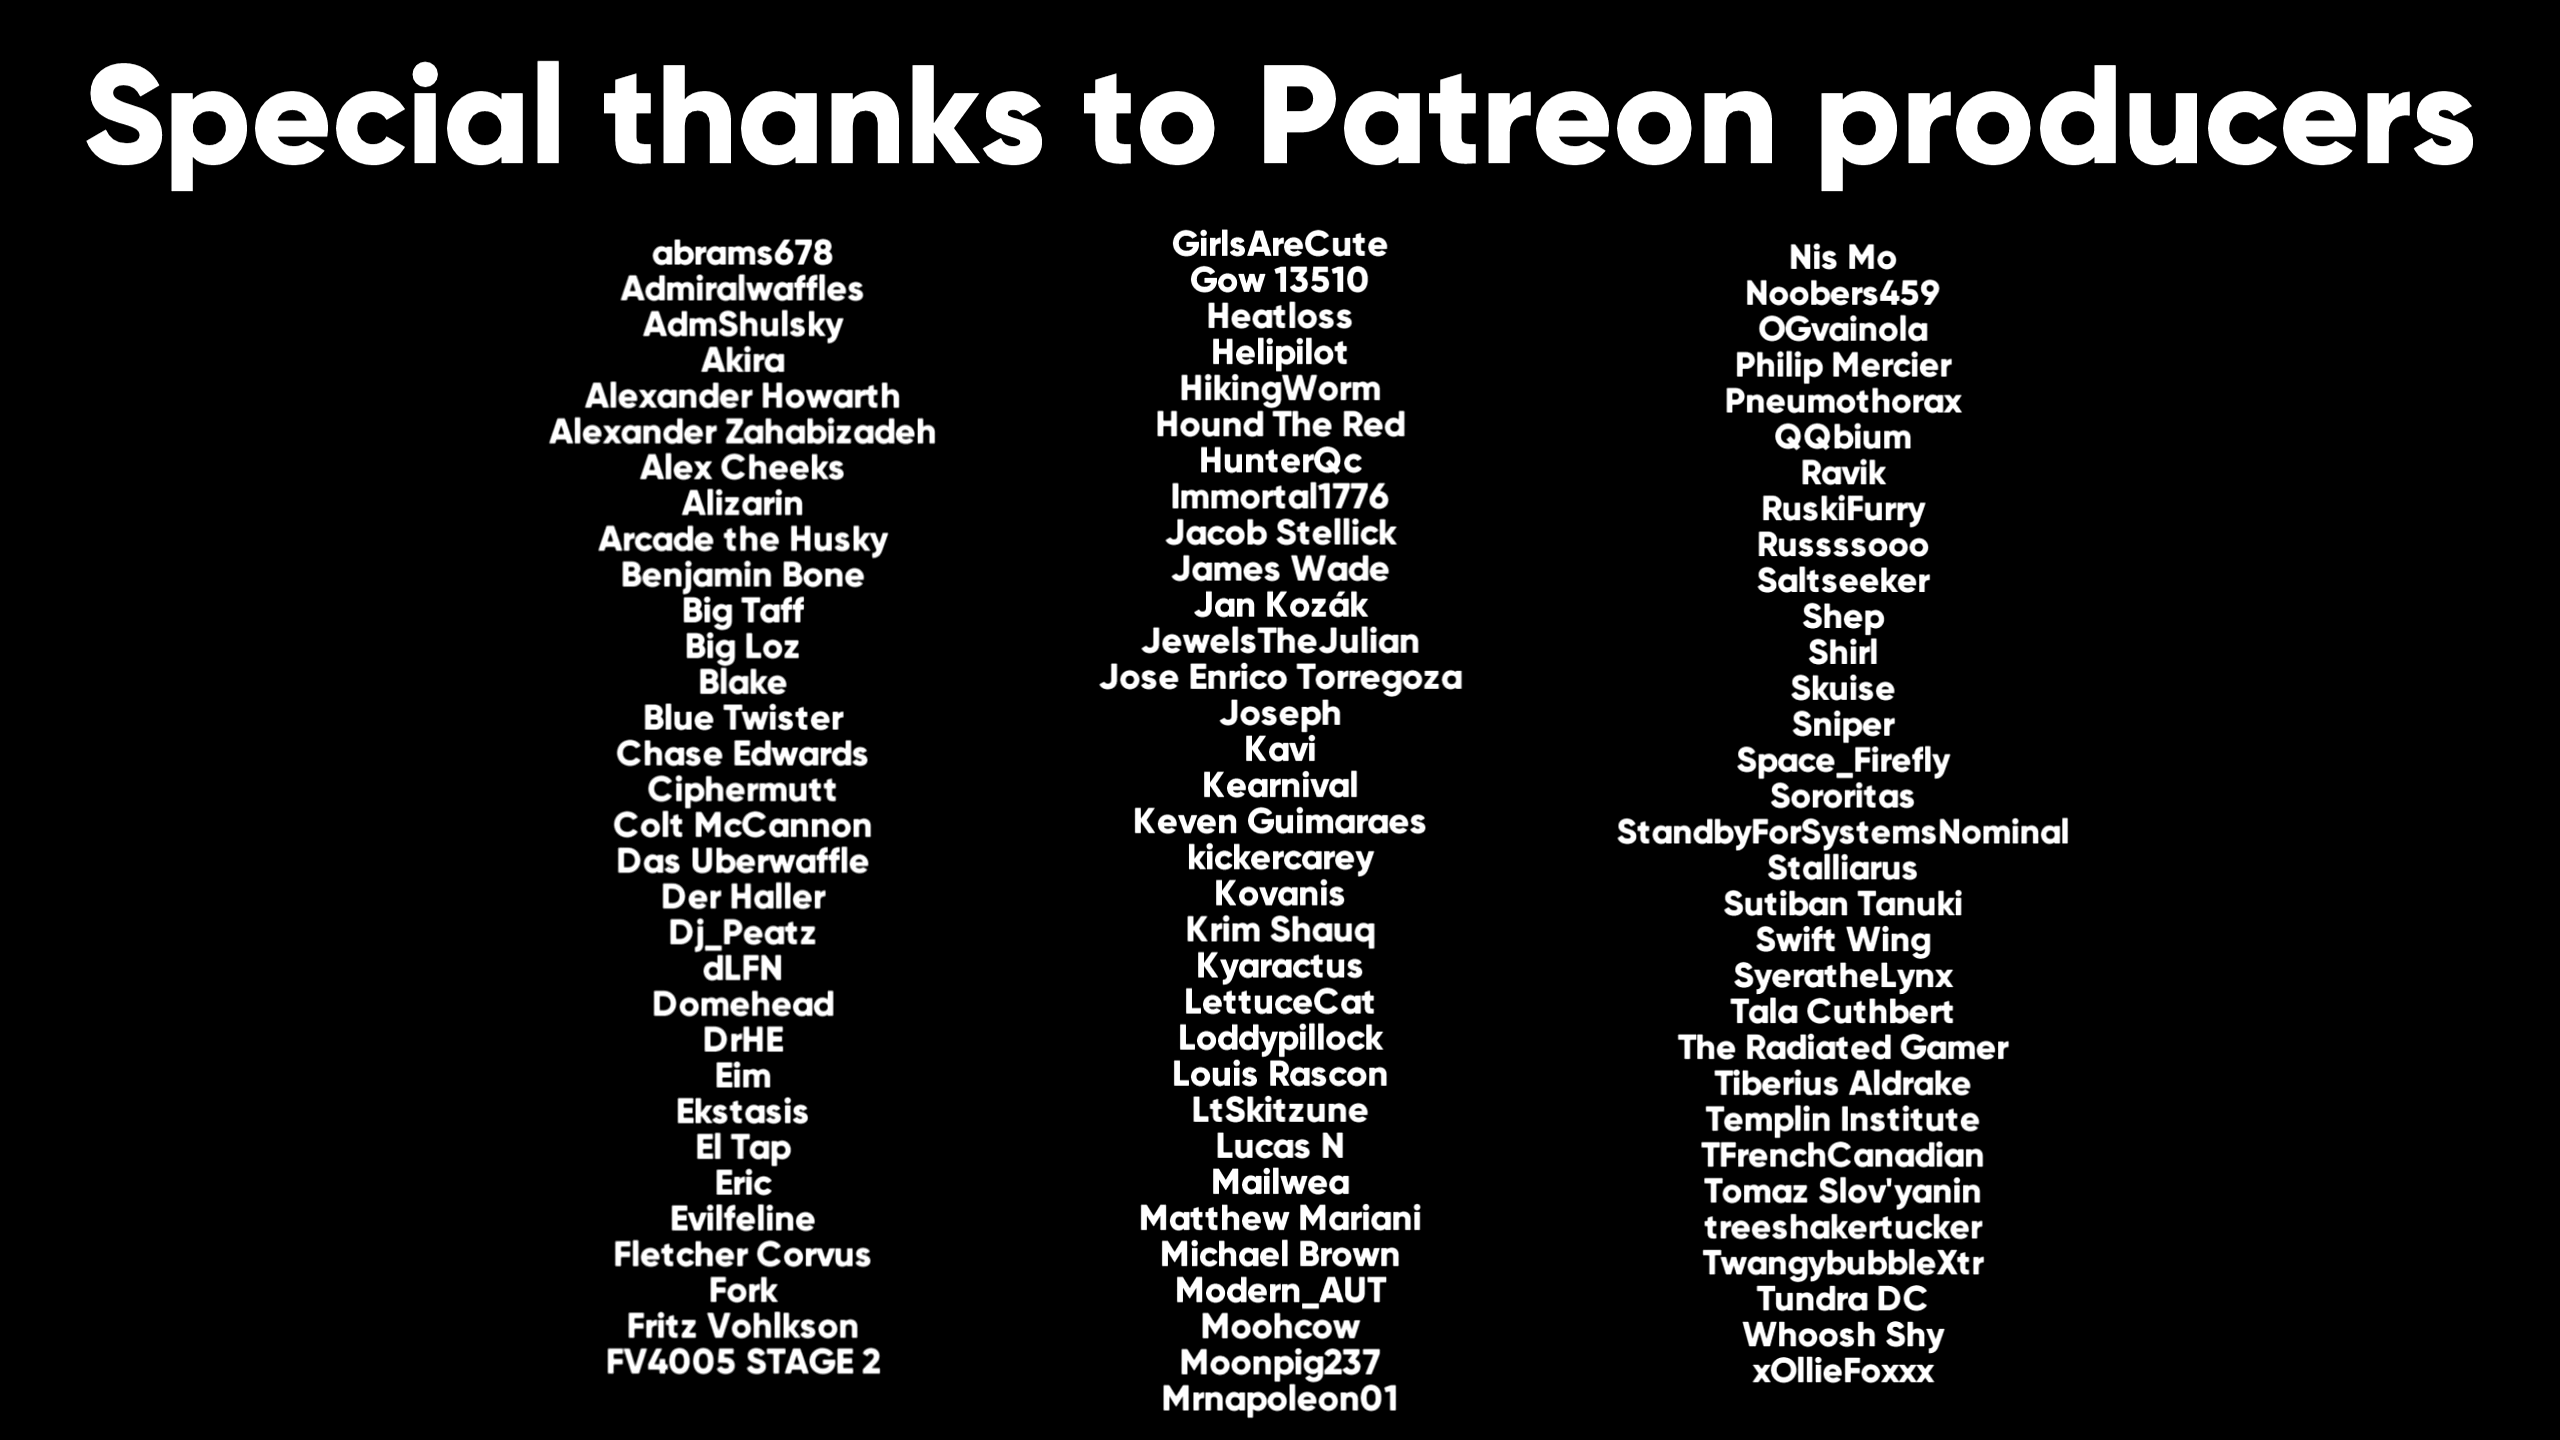 Special thanks to Patreon producers
abrams678
Admiralwaffles
AdmShulsky
Akira
Alexander Howarth
Alexander Zahabizadeh
Alex Cheeks
Alizarin
Arcade the Husky
Benjamin Bone
Big Taff
Big Loz
Blake
Blue Twister
Chase Edwards
Ciphermutt
Colt McCannon
Das Uberwaffle
Der Haller
Dj_Peatz
dLFN
Domehead
DrHE
Eim
Ekstasis
El Tap
Eric
Evilfeline
Fletcher Corvus
Fork
Fritz Vohlkson
FV4005 STAGE 2
GirlsAreCute
Gow 13510
Heatloss
Helipilot
HikingWorm
Hound The Red
HunterQc
Immortal1776
Jacob Stellick
James Wade
Jan Kozák
JewelsTheJulian
Jose Enrico Torregoza
Joseph
Kavi
Kearnival
Keven Guimaraes
kickercarey
Kovanis
Krim Shauq
Kyaractus
LettuceCat
Loddypillock
Louis Rascon
LtSkitzune
Lucas N
Mailwea
Matthew Mariani
Michael Brown
Modern_AUT
Moohcow
Moonpig237
Mrnapoleon01
Nis Mo
Noobers459
OGvainola
Philip Mercier
Pneumothorax
QQbium
Ravik
RuskiFurry
Russssooo
Saltseeker
Shep
Shirl
Skuise
Sniper
Space_Firefly
Sororitas
StandbyForSystemsNominal
Stalliarus
Sutiban Tanuki
Swift Wing
SyeratheLynx
Tala Cuthbert
The Radiated Gamer
Tiberius Aldrake
Templin Institute
TFrenchCanadian
Tomaz Slov'yanin
treeshakertucker
TwangybubbleXtr
Tundra DC
Whoosh Shy
xOllieFoxxx